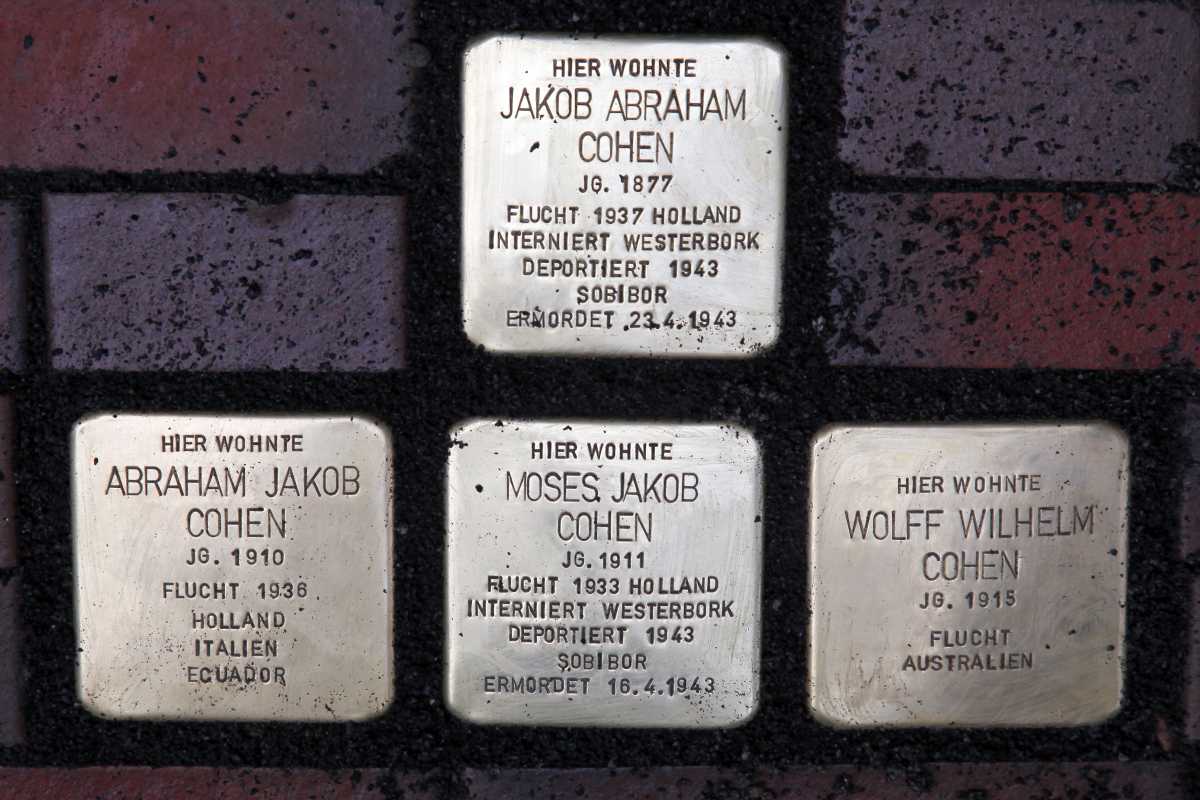 HIER WOHNTE
JAKOB ABRAHAM
COHEN
JG. 1877
FLUCHT 1937 HOLLAND
INTERNIERT WESTERBORK
DEPORTIERT 1943
SOBIBOR
ERMORDET 23.4.1943
HIER WOHNTE
ABRAHAM JAKOB
COHEN
JG. 1910
FLUCHT 1936
HOLLAND
ITALIEN
ECUADOR
HIER WOHNTE
MOSES JAKOB
COHEN
JG. 1911
FLUCHT 1933 HOLLAND
INTERNIERT WESTERBORK
DEPORTIERT 1943
SOBIBOR
ERMORDET 16.4.1943
HIER WOHNTE
WOLFF WILHELM
COHEN
JG. 1915
FLUCHT
AUSTRALIEN